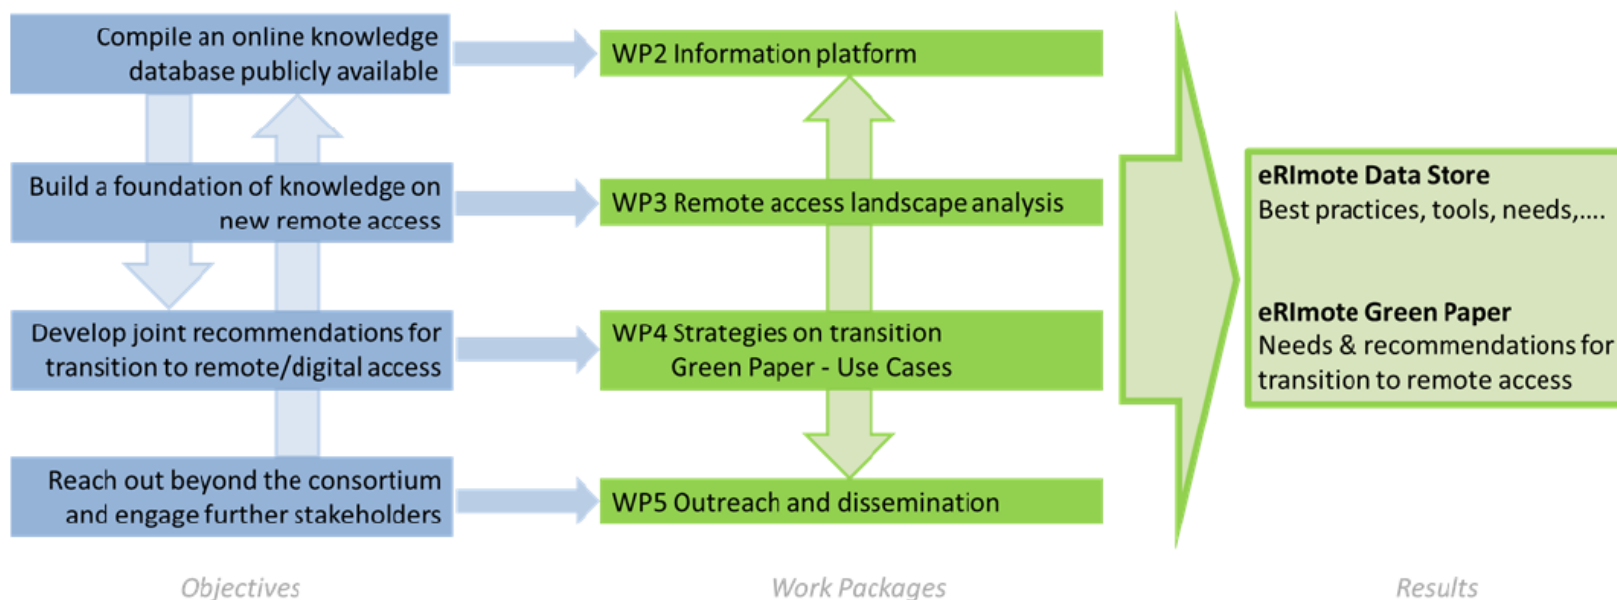 Compile an online knowledge
database publicly available
WP2 Information platform
Build a foundation of knowledge on
new remote access
WP3 Remote access landscape analysis
Develop joint recommendations for
transition to remote/digital access
WP4 Strategies on transition
Green Paper - Use Cases
Reach out beyond the consortium
and engage further stakeholders
WP5 Outreach and dissemination
eRImote Data Store
Best practices, tools, needs,....
eRImote Green Paper
Needs & recommendations for
transition to remote access
Objectives
Work Packages
Results